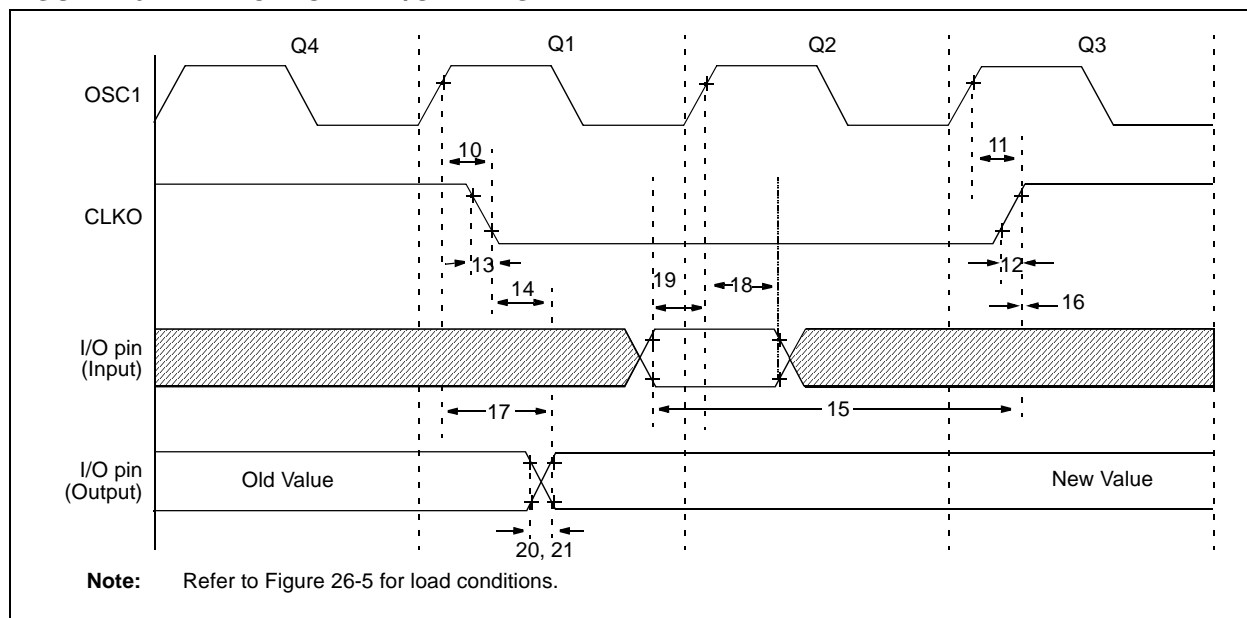 Q4 Q1 Q2 Q3
OSC1
10 11
CLKO
13 12
14 19 18 16
I/O pin
(Input)
17 15
I/O pin
(Output)
Old Value New Value
20, 21
Note: Refer to Figure 26-5 for load conditions.